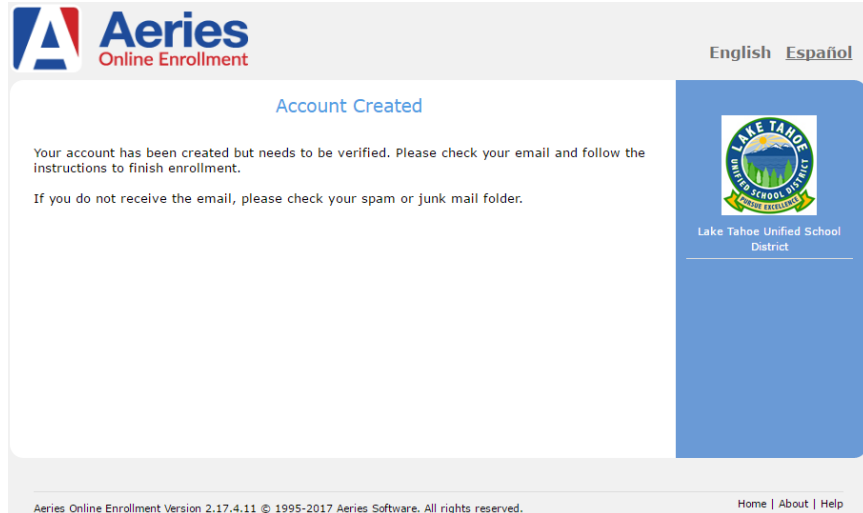 Aeries
Online Enrollment
English Español
Account Created
Your account has been created but needs to be verified. Please check your email and follow the
instructions to finish enrollment.
If you do not receive the email, please check your spam or junk mail folder.
LAKE TAHOE
UNIFIED SCHOOL DISTRICT
PURSUE EXCELLENCE
Lake Tahoe Unified School
District
Aeries Online Enrollment Version 2.17.4.11 © 1995-2017 Aeries Software. All rights reserved.
Home | About | Help